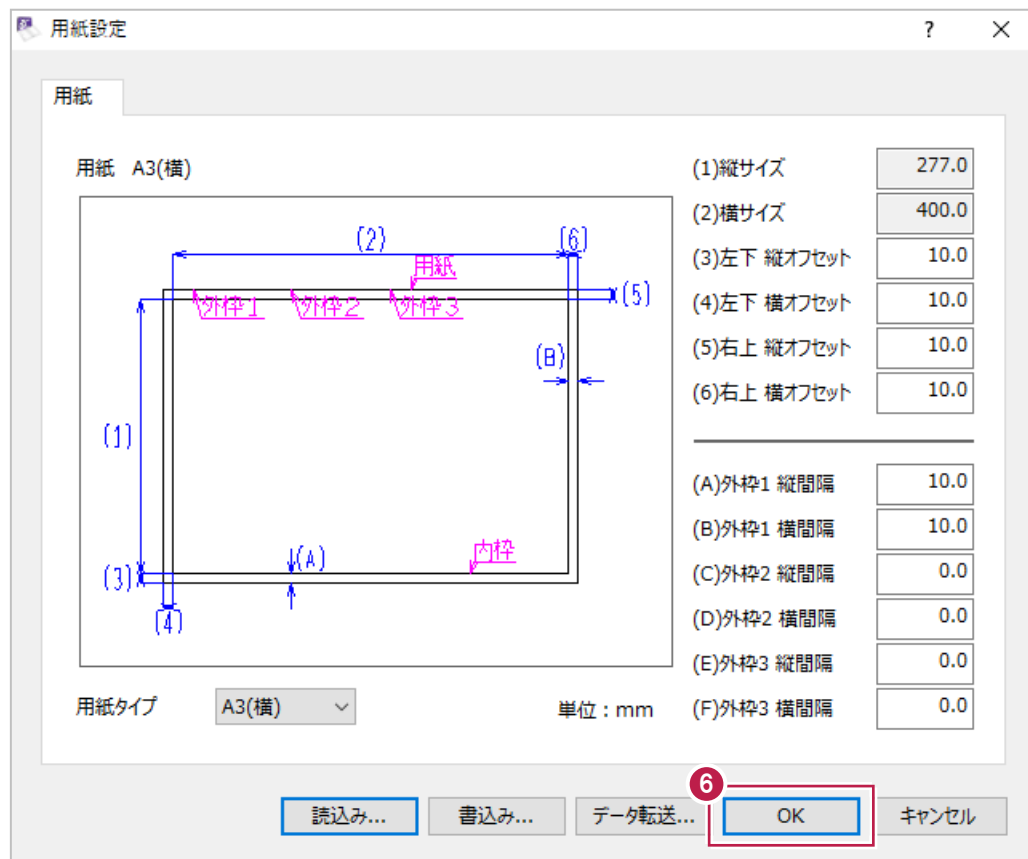 用紙設定
?
×
用紙
用紙 A3(横)
(2)
(6)
用紙
外枠1
外枠2
外枠3
(5)
(B)
(1)
(A)
内枠
(3)
(4)
用紙タイプ
A3(横)
単位 : mm
(1)縦サイズ 277.0
(2)横サイズ 400.0
(3)左下 縦オフセット 10.0
(4)左下 横オフセット 10.0
(5)右上 縦オフセット 10.0
(6)右上 横オフセット 10.0
(A)外枠1 縦間隔 10.0
(B)外枠1 横間隔 10.0
(C)外枠2 縦間隔 0.0
(D)外枠2 横間隔 0.0
(E)外枠3 縦間隔 0.0
(F)外枠3 横間隔 0.0
6
読込み...
書込み...
データ転送...
OK
キャンセル